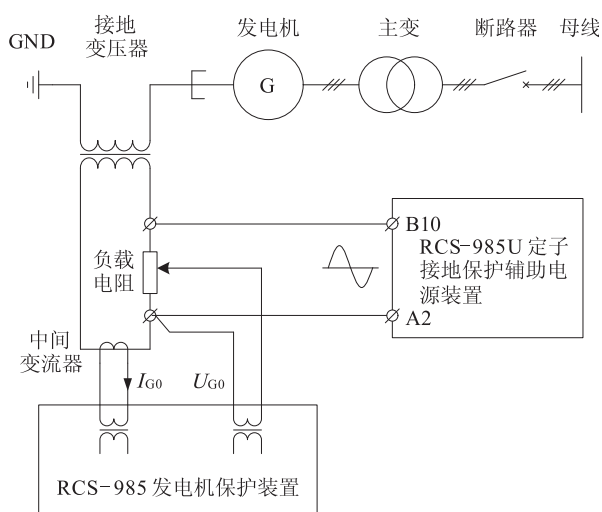 GND
接地
变压器
发电机
主变
断路器
母线
G
负载
电阻
B10
RCS-985U 定子
接地保护辅助电
源装置
A2
中间
变流器
IG0
UG0
RCS-985 发电机保护装置